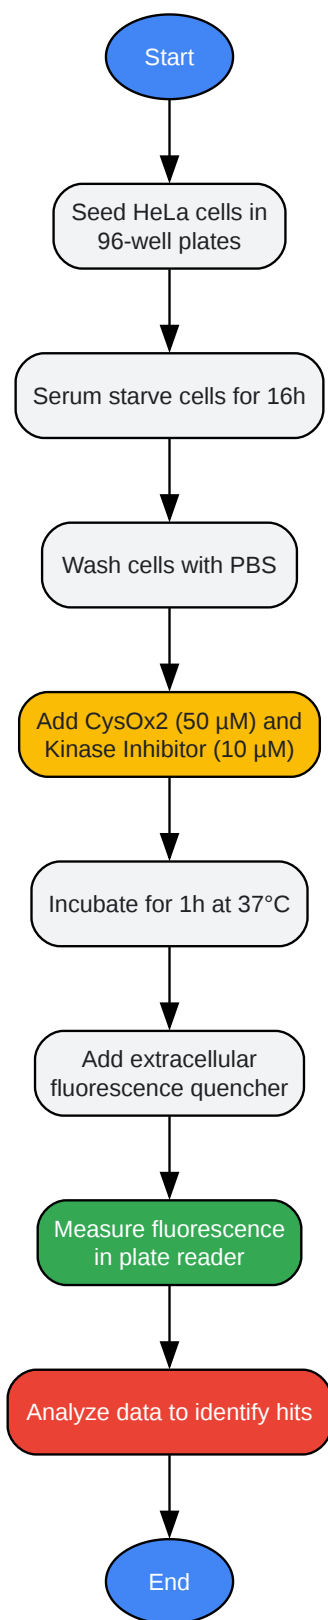 Start
Seed HeLa cells in
96-well plates
Serum starve cells for 16h
Wash cells with PBS
Add CysOx2 (50 µM) and
Kinase Inhibitor (10 µM)
Incubate for 1h at 37°C
Add extracellular
fluorescence quencher
Measure fluorescence
in plate reader
Analyze data to identify hits
End